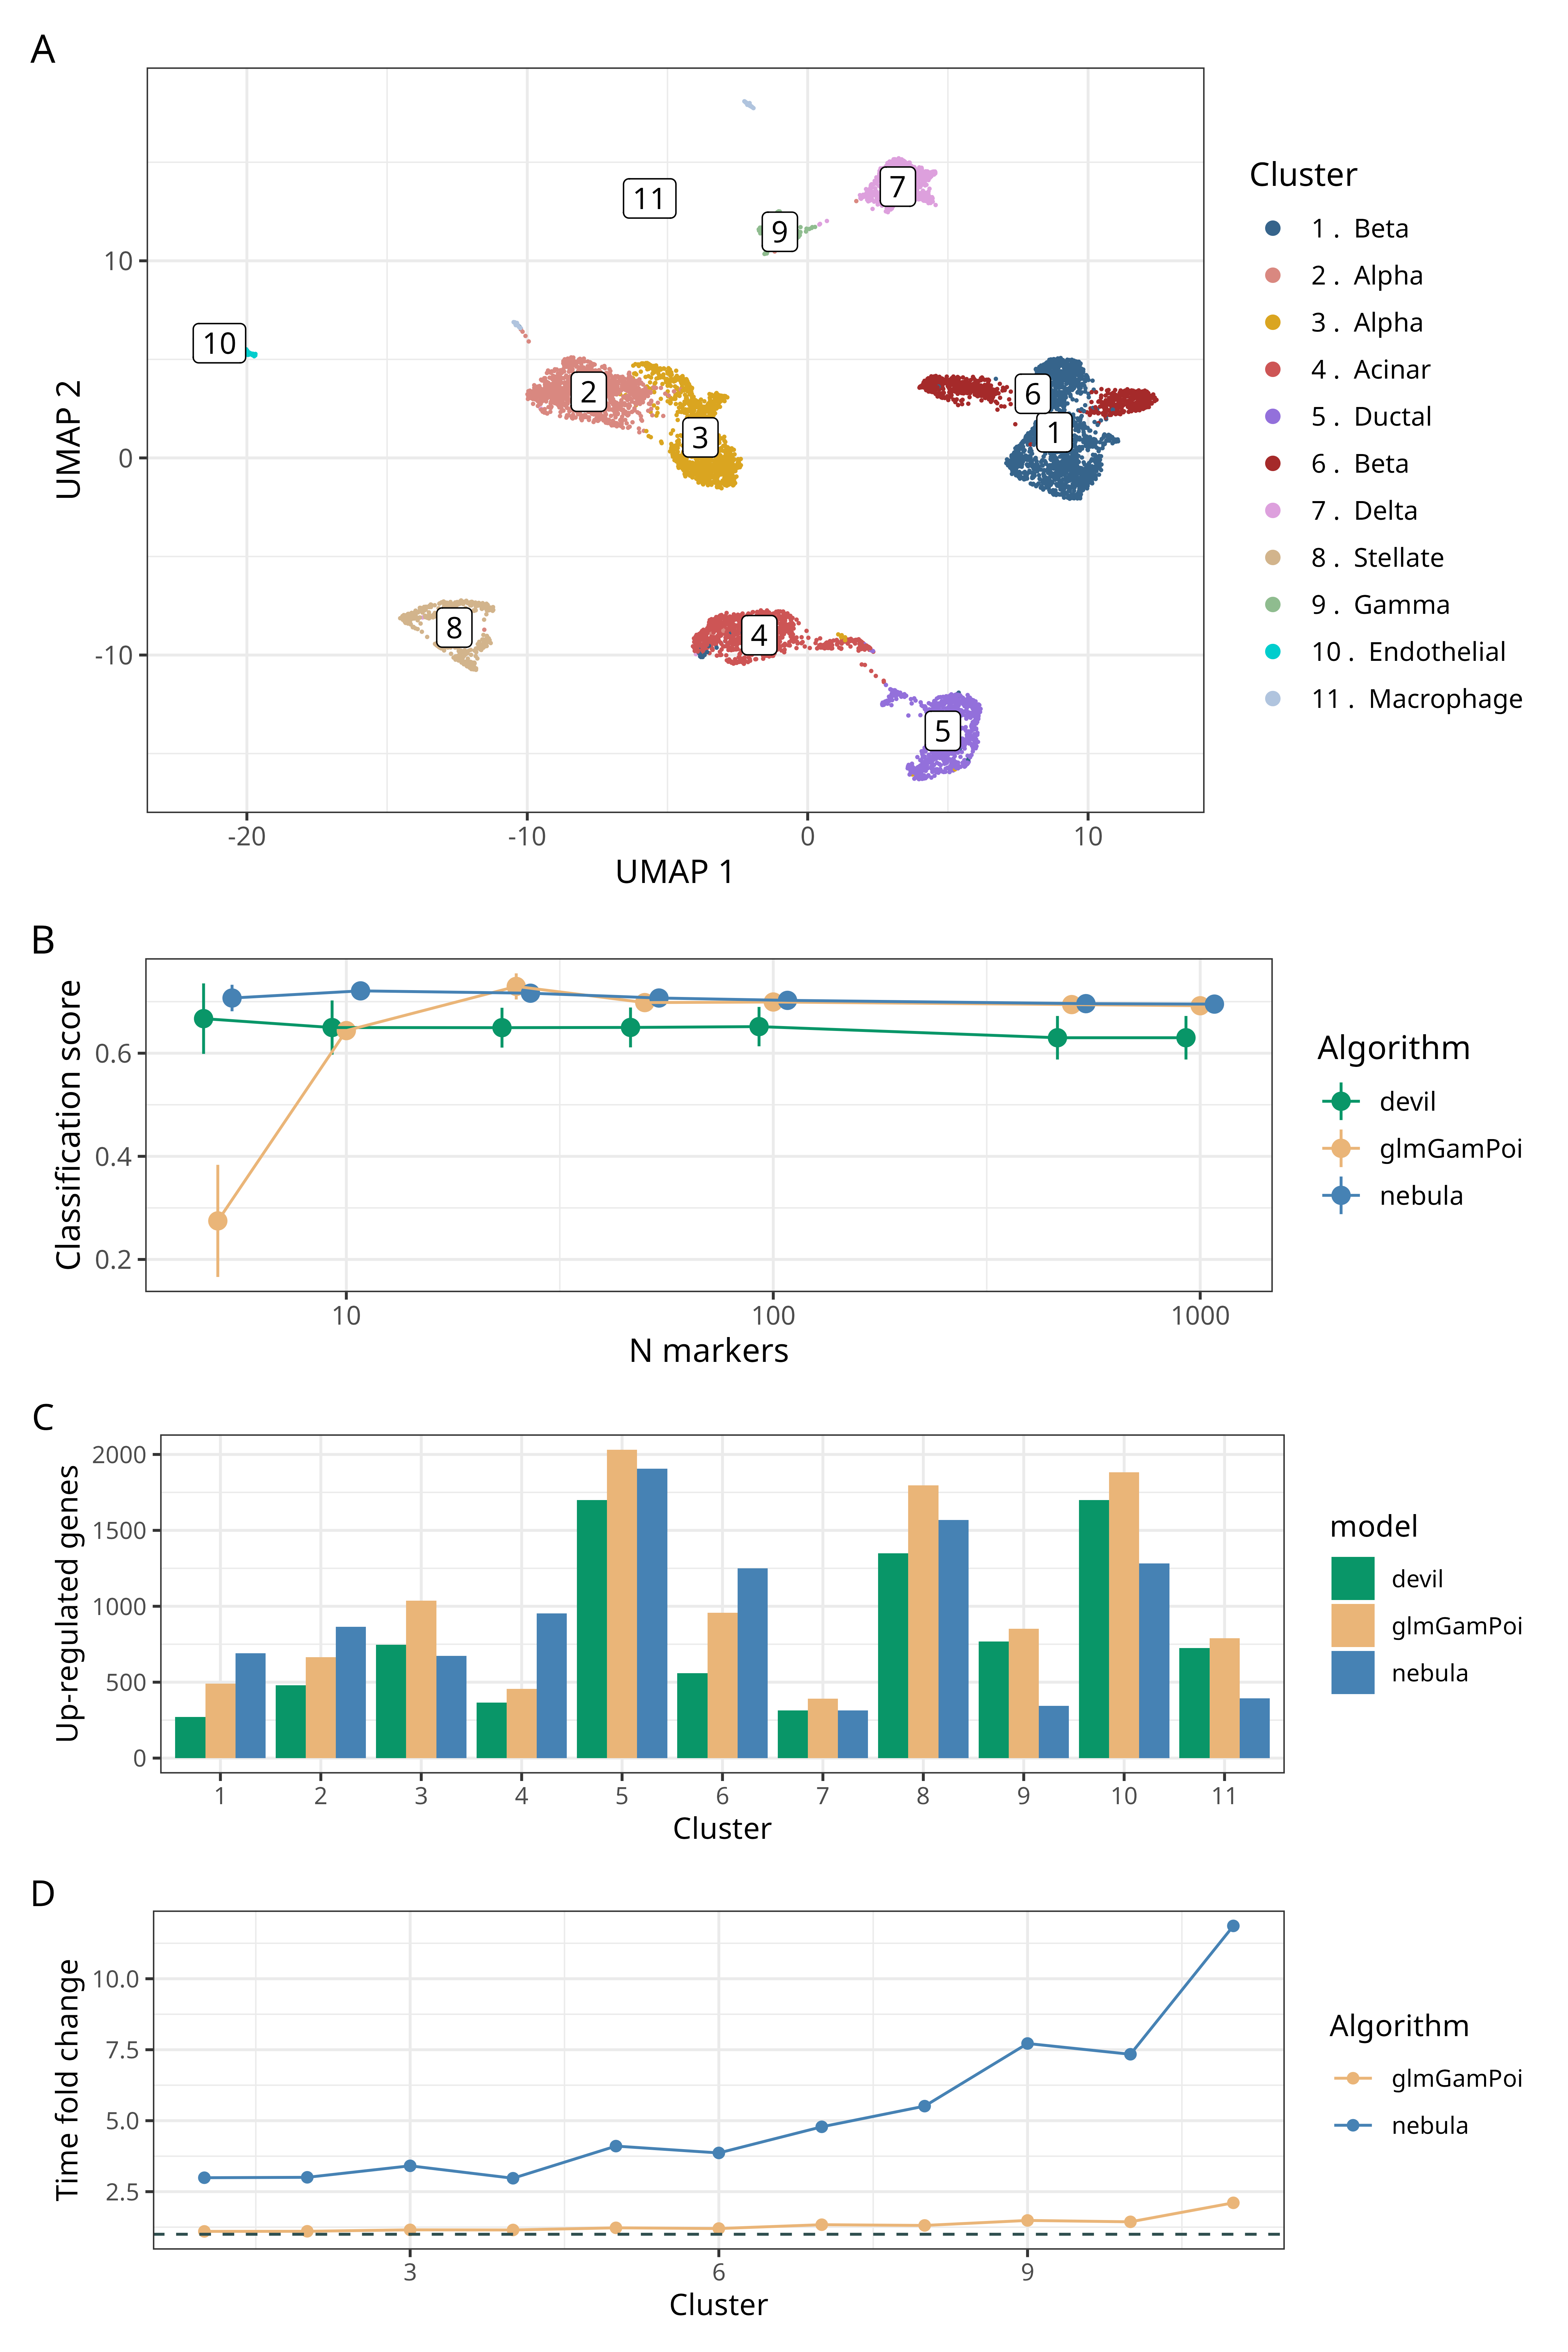 A
UMAP 2
10
0
-10
-20
-10
0
10
UMAP 1
11
7
9
10
2
3
6
1
8
4
5
Cluster
1 . Beta
2 . Alpha
3 . Alpha
4 . Acinar
5 . Ductal
6 . Beta
7 . Delta
8 . Stellate
9 . Gamma
10 . Endothelial
11 . Macrophage
B
Classification score
0.6
0.4
0.2
10
100
1000
N markers
Algorithm
devil
glmGamPoi
nebula
C
Up-regulated genes
2000
1500
1000
500
0
1
2
3
4
5
6
7
8
9
10
11
Cluster
model
devil
glmGamPoi
nebula
D
Time fold change
10.0
7.5
5.0
2.5
3
6
9
Cluster
Algorithm
glmGamPoi
nebula